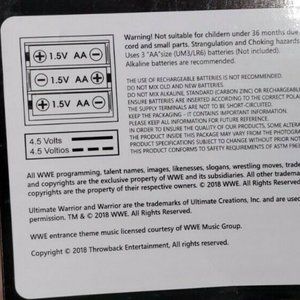 Warning! Not suitable for childern under 36 months due
cord and small parts. Strangulation and Choking hazards
Uses 3 "AA"(UM3/LR6) batteries (Not included).
Alkaline batteries are recommended.
+ 1.5V AA -
- 1.5V AA +
+ 1.5V AA -
4.5 Volts
4.5 Voltios
THE USE OF RECHARGEABLE BATTERIES IS NOT RECOMMENDED.
DO NOT MIX OLD AND NEW BATTERIES.
DO NOT MIX ALKALINE, STANDARD (CARBON ZINC) OR RECHARGEABLE
ENSURE BATTERIES ARE INSERTED ACCORDING TO THE CORRECT POLAR
THE SUPPLY TERMINALS ARE NOT TO BE SHORT-CIRCUITED.
KEEP THE PACKAGING - IT CONTAINS IMPORTANT INFORMATION.
PLEASE KEEP ALL INFORMATION FOR FUTURE REFERENCE.
IN ORDER TO ENSURE THE QUALITY OF OUR PRODUCTS, SOME ALTERA
THE PRODUCT INSIDE THIS PACKAGE MAY VARY FROM THE PHOTOGRAPH
PRODUCT SPECIFICATIONS SUBJECT TO CHANGE WITHOUT PRIOR NOTICE
THIS PRODUCT CONFORMS TO SAFETY REQUIREMENTS OF ASTM F963
All WWE programming, talent names, images, likenesses, slogans, wrestling moves, trade
and copyrights are the exclusive property of WWE and its subsidiaries. All other tradema
and copyrights are the property of their respective owners. © 2018 WWE. All Rights Rese
Ultimate Warrior and Warrior are the trademarks of Ultimate Creations, Inc. and are used
permission. TM & © 2018 WWE. All Rights Reserved.
WWE entrance theme music licensed courtesy of WWE Music Group.
Copyright © 2018 Throwback Entertainment, All rights reserved.